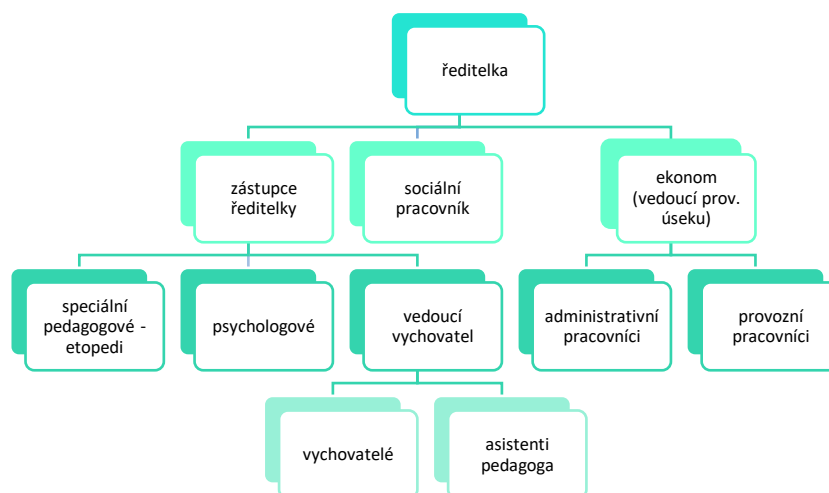 ředitelka
zástupce
ředitelky
sociální
pracovník
ekonom
(vedoucí prov.
úseku)
speciální
pedagogové -
etopedi
psychologové
vedoucí
vychovatel
administrativní
pracovníci
provozní
pracovníci
vychovatelé
asistenti
pedagoga